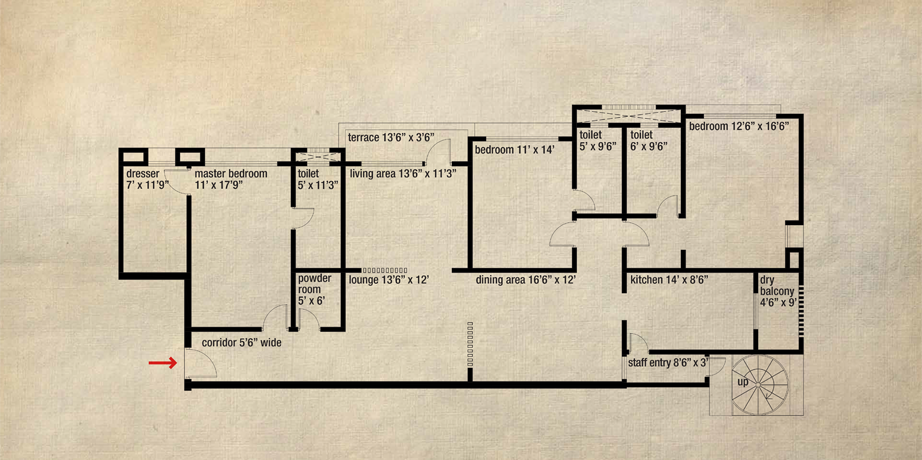 terrace 13'6” x 3'6”
bedroom 11' x 14'
toilet
5' x 9'6”
toilet
6' x 9'6”
bedroom 12'6” x 16'6”
dresser
7' x 11'9”
master bedroom
11' x 17'9”
toilet
5' x 11'3”
living area 13'6” x 11'3”
powder
room
5' x 6'
lounge 13'6” x 12'
dining area 16'6” x 12'
kitchen 14' x 8'6”
dry
balcony
4'6” x 9'
corridor 5'6” wide
staff entry 8'6” x 3'
up